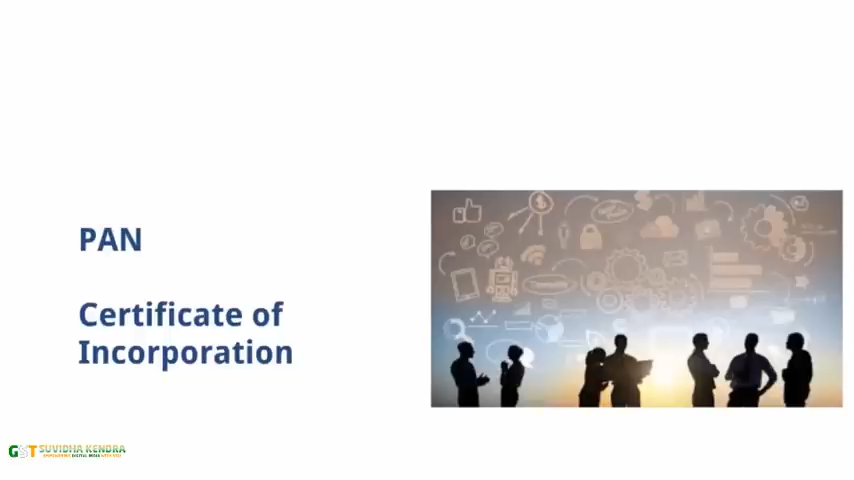 PAN
Certificate of
Incorporation
GST SUVIDHA KENDRA